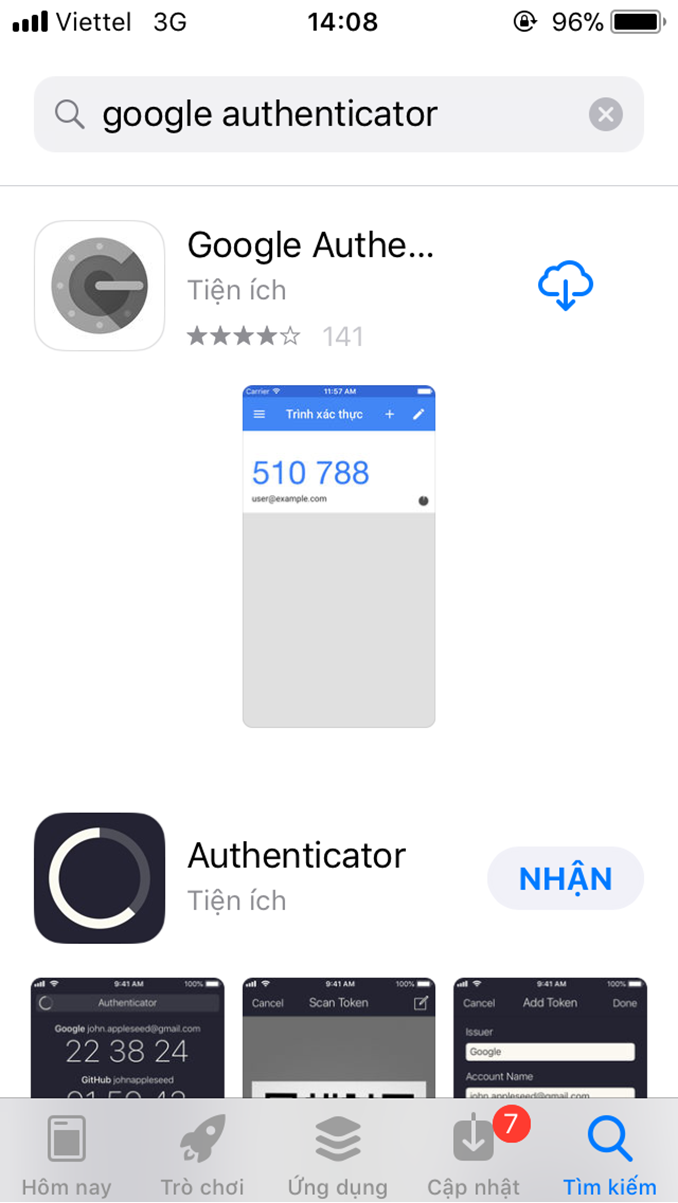 Viettel 3G 14:08 96%
google authenticator
Google Authe...
Tiện ích
141
Carrier 11:57 AM
Trình xác thực
510 788
user@example.com
Authenticator
NHẬN
Tiện ích
9:41 AM 100%
Authenticator
Google john.appleseed@gmail.com
22 38 24
GitHub johnappleseed
9:41 AM 100%
Cancel Scan Token
9:41 AM 100%
Cancel Add Token Done
Issuer
Google
Account Name
john.appleseed@gmail.com
7
Hôm nay Trò chơi Ứng dụng Cập nhật Tìm kiếm